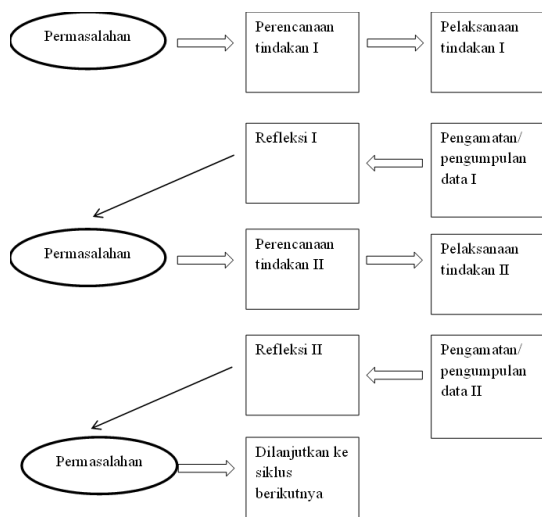 Permasalahan
Perencanaan
tindakan I
Pelaksanaan
tindakan I
Refleksi I
Pengamatan/
pengumpulan
data I
Permasalahan
Perencanaan
tindakan II
Pelaksanaan
tindakan II
Refleksi II
Pengamatan/
pengumpulan
data II
Permasalahan
Dilanjutkan ke
siklus
berikutnya